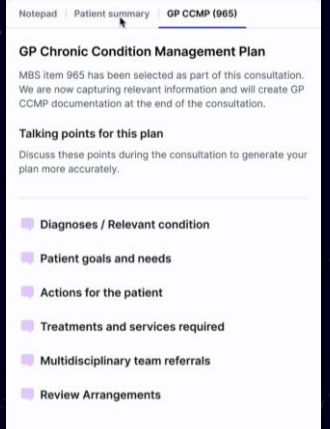 Notepad Patient summary GP CCMP (965)
GP Chronic Condition Management Plan
MBS item 965 has been selected as part of this consultation.
We are now capturing relevant information and will create GP
CCMP documentation at the end of the consultation.
Talking points for this plan
Discuss these points during the consultation to generate your
plan more accurately.
Diagnoses / Relevant condition
Patient goals and needs
Actions for the patient
Treatments and services required
Multidisciplinary team referrals
Review Arrangements